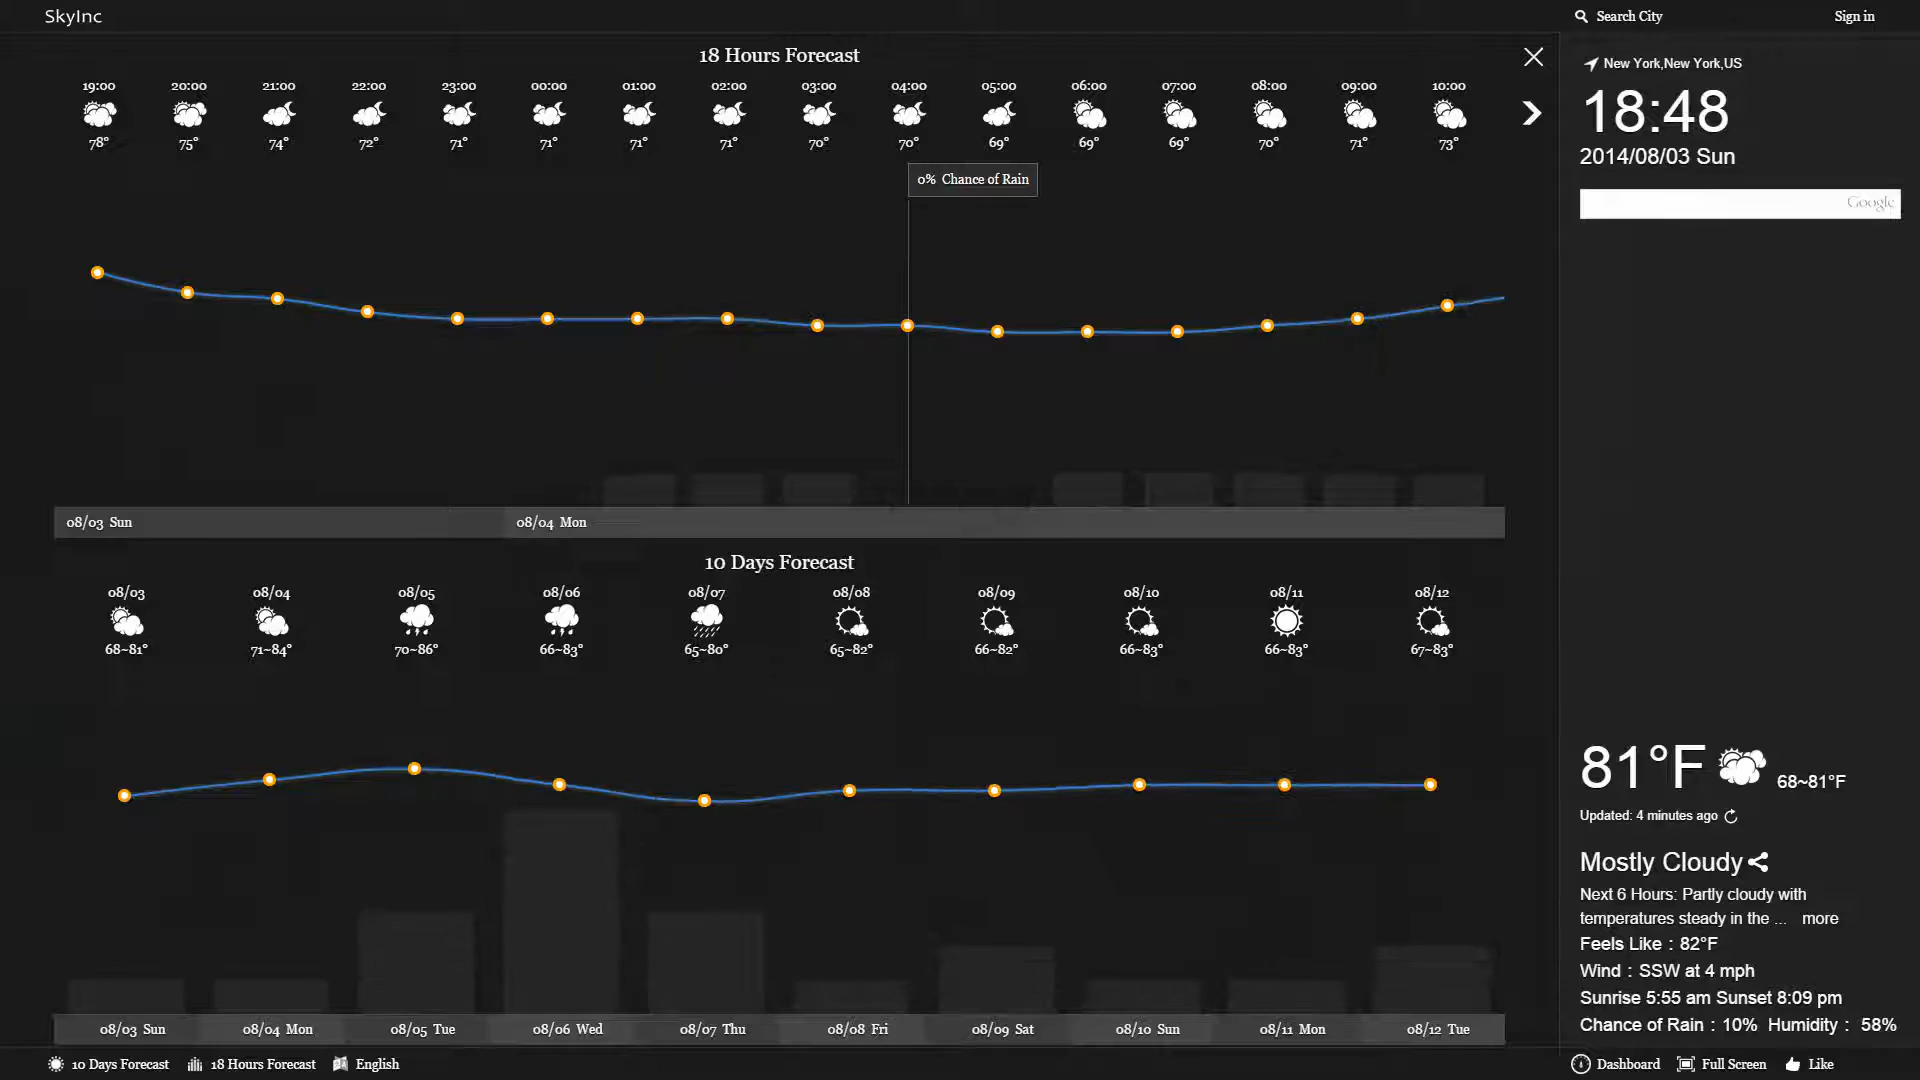 SkyInc
Search City
Sign in
18 Hours Forecast
19:00 20:00 21:00 22:00 23:00 00:00 01:00 02:00 03:00 04:00 05:00 06:00 07:00 08:00 09:00 10:00
78° 75° 74° 72° 71° 71° 71° 71° 70° 70° 69° 69° 69° 70° 71° 73°
0% Chance of Rain
08/03 Sun 08/04 Mon
10 Days Forecast
08/03 08/04 08/05 08/06 08/07 08/08 08/09 08/10 08/11 08/12
68~81° 71~84° 70~86° 66~83° 65~80° 65~82° 66~82° 66~83° 66~83° 67~83°
08/03 Sun 08/04 Mon 08/05 Tue 08/06 Wed 08/07 Thu 08/08 Fri 08/09 Sat 08/10 Sun 08/11 Mon 08/12 Tue
10 Days Forecast 18 Hours Forecast English
New York,New York,US
18:48
2014/08/03 Sun
Google
81°F 68~81°F
Updated: 4 minutes ago
Mostly Cloudy
Next 6 Hours: Partly cloudy with
temperatures steady in the ... more
Feels Like : 82°F
Wind : SSW at 4 mph
Sunrise 5:55 am Sunset 8:09 pm
Chance of Rain : 10% Humidity : 58%
Dashboard Full Screen Like